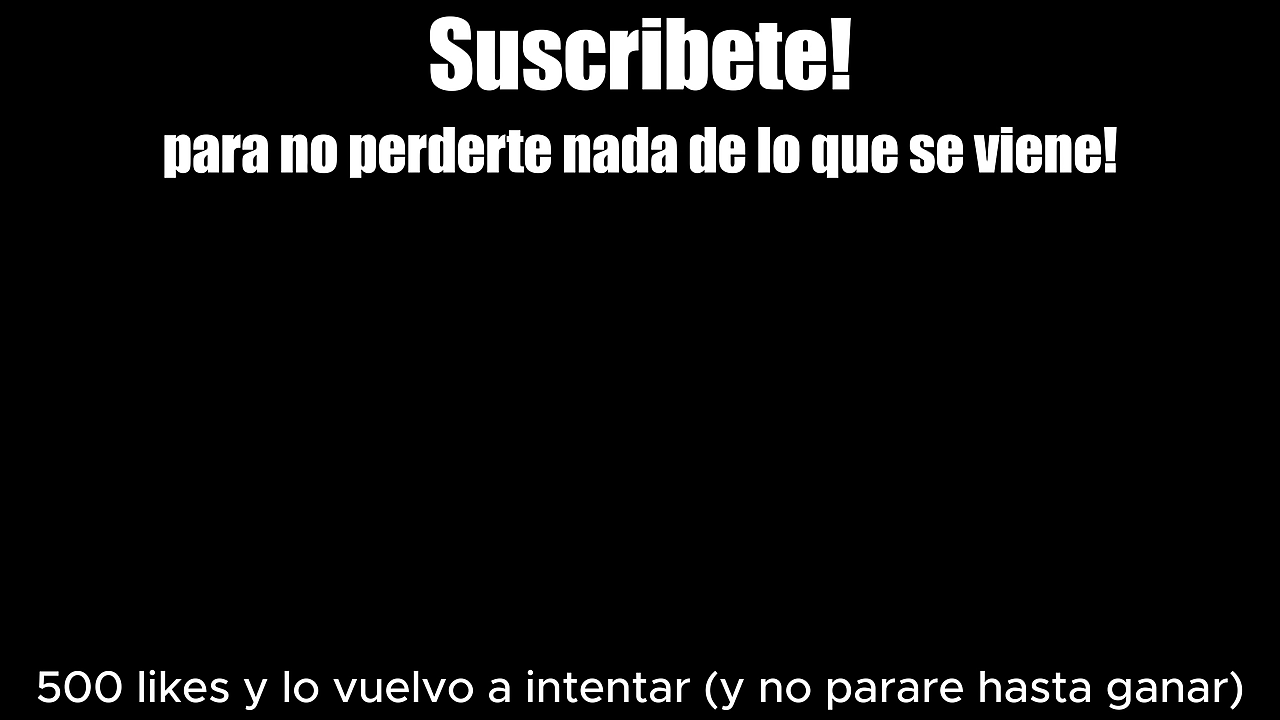 Suscribete!
para no perderte nada de lo que se viene!
500 likes y lo vuelvo a intentar (y no parare hasta ganar)